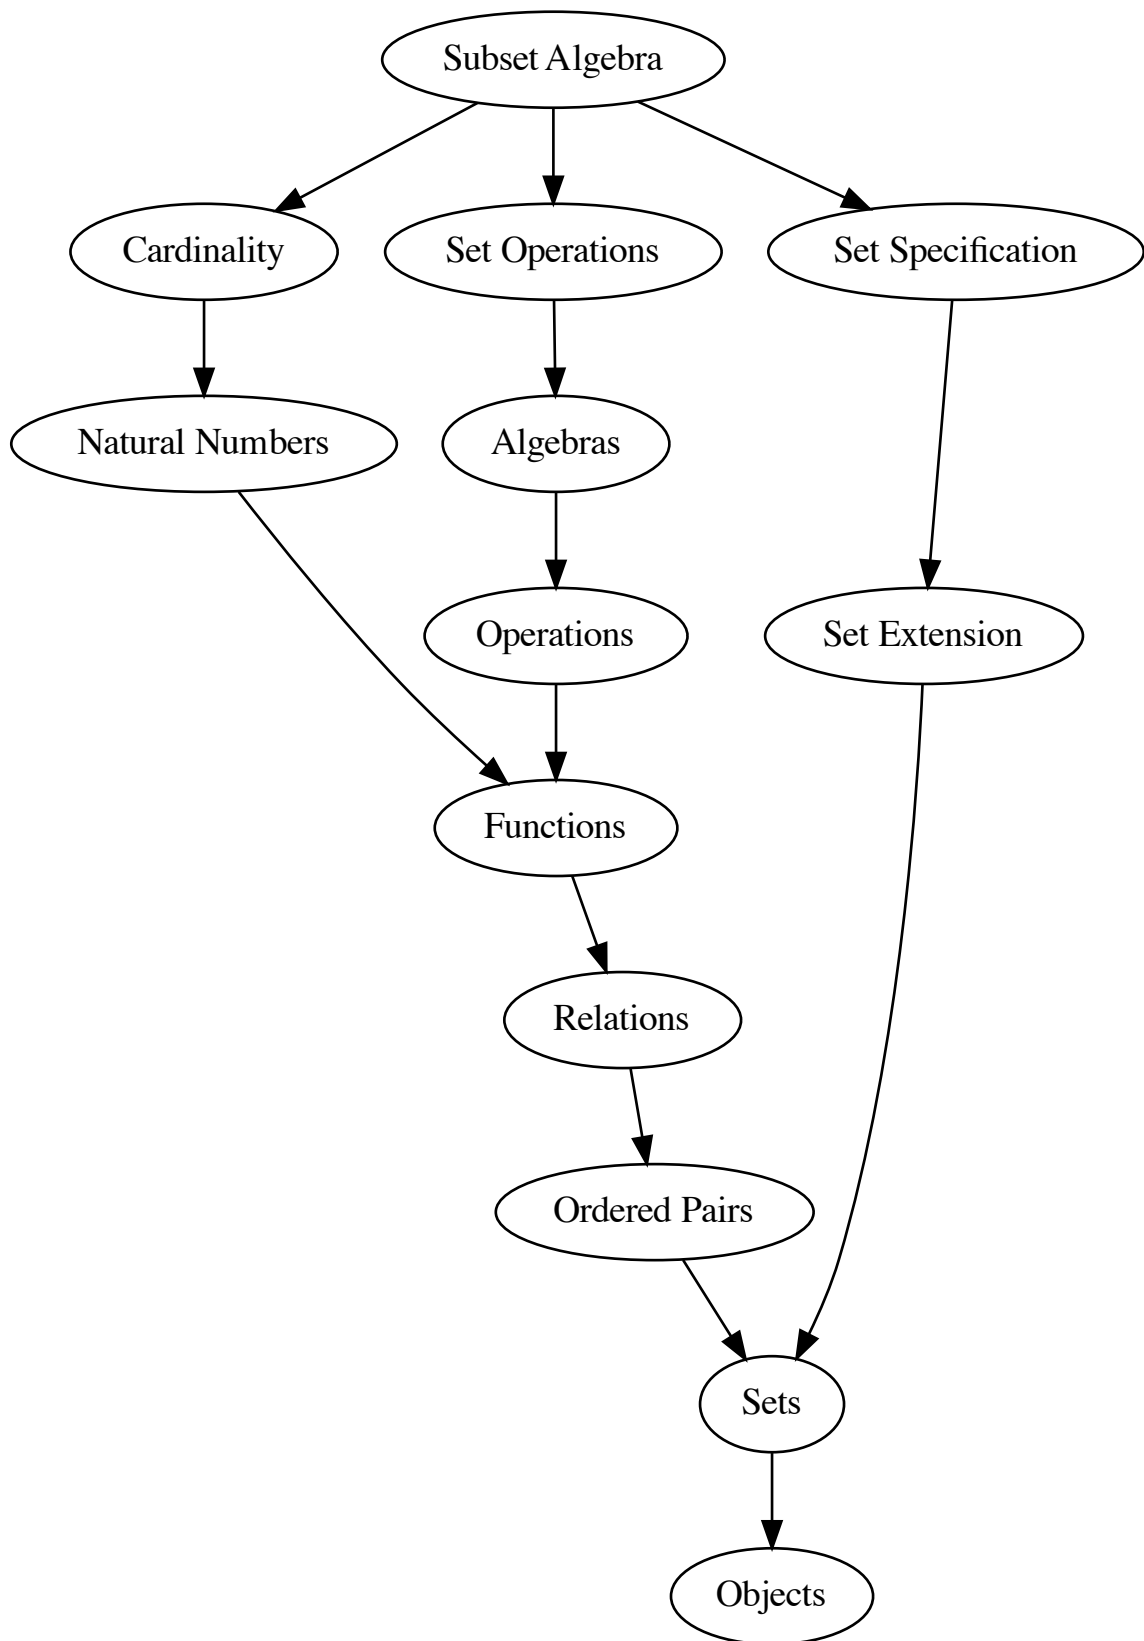 Subset Algebra
Cardinality
Set Operations
Set Specification
Natural Numbers
Algebras
Operations
Set Extension
Functions
Relations
Ordered Pairs
Sets
Objects